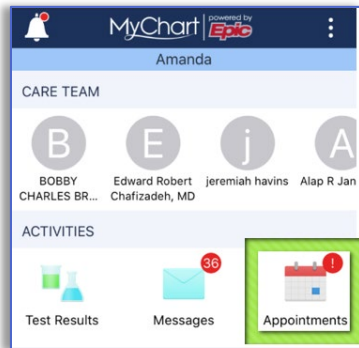 MyChart powered by Epic
Amanda
CARE TEAM
B E j A
BOBBY Edward Robert jeremiah havins Alap R Jan
CHARLES BR... Chafizadeh, MD
ACTIVITIES
36 !
Test Results Messages Appointments